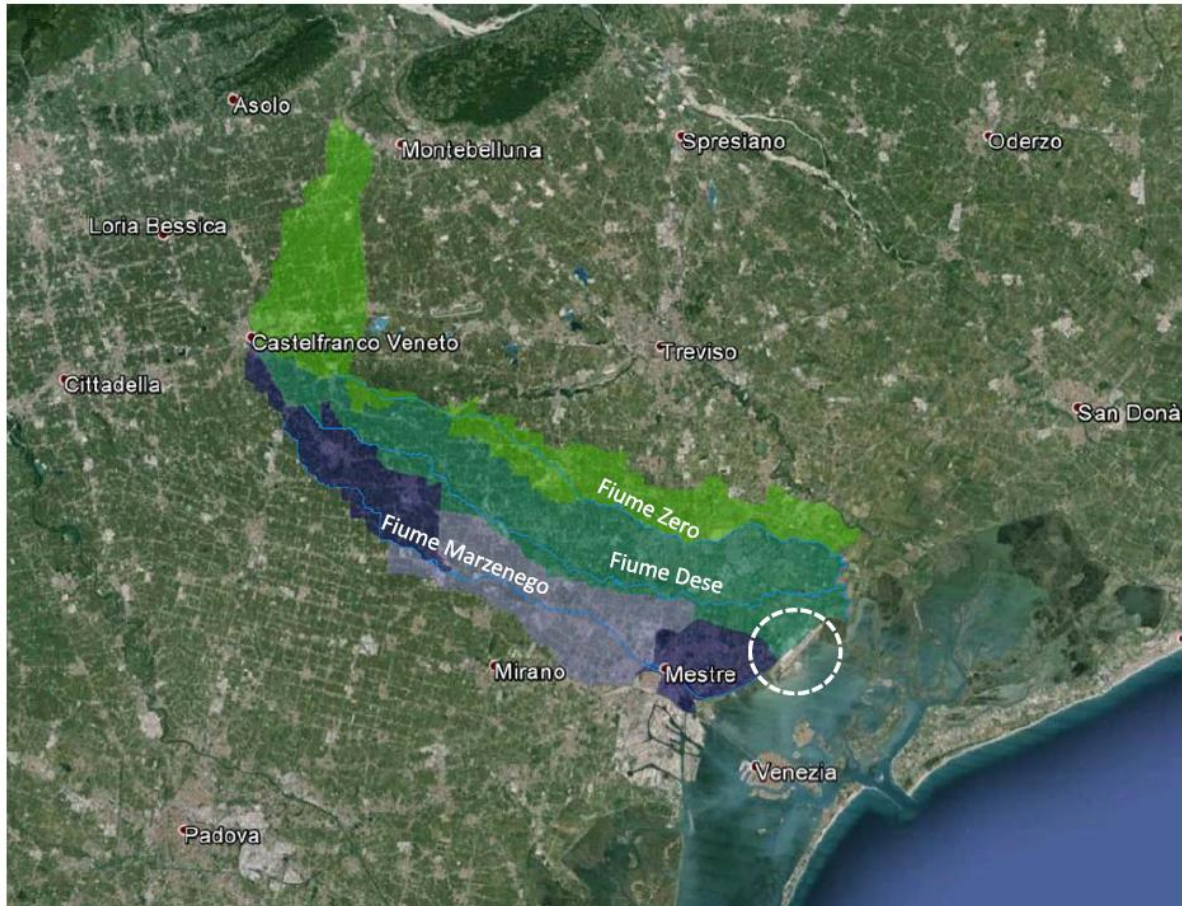 Asolo
Montebelluna
Spresiano
Oderzo
Loria Bessica
Castelfranco Veneto
Treviso
Cittadella
San Donà
Fiume Zero
Fiume Marzenego
Fiume Dese
Mirano
Mestre
Venezia
Padova